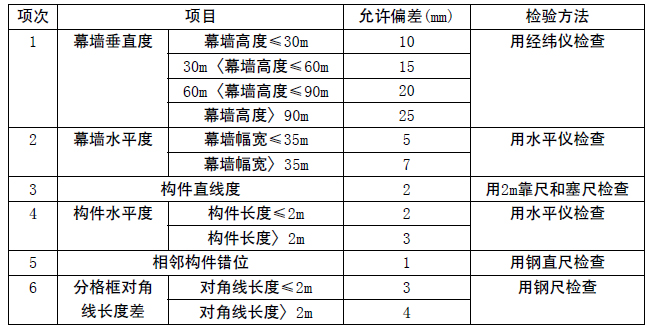 项次 项目 允许偏差(mm) 检验方法
1 幕墙垂直度 幕墙高度≤30m 10 用经纬仪检查
30m〈幕墙高度≤60m 15
60m〈幕墙高度≤90m 20
幕墙高度〉90m 25
2 幕墙水平度 幕墙幅宽≤35m 5 用水平仪检查
幕墙幅宽〉35m 7
3 构件直线度 2 用2m靠尺和塞尺检查
4 构件水平度 构件长度≤2m 2 用水平仪检查
构件长度〉2m 3
5 相邻构件错位 1 用钢直尺检查
6 分格框对角 对角线长度≤2m 3 用钢尺检查
线长度差 对角线长度〉2m 4